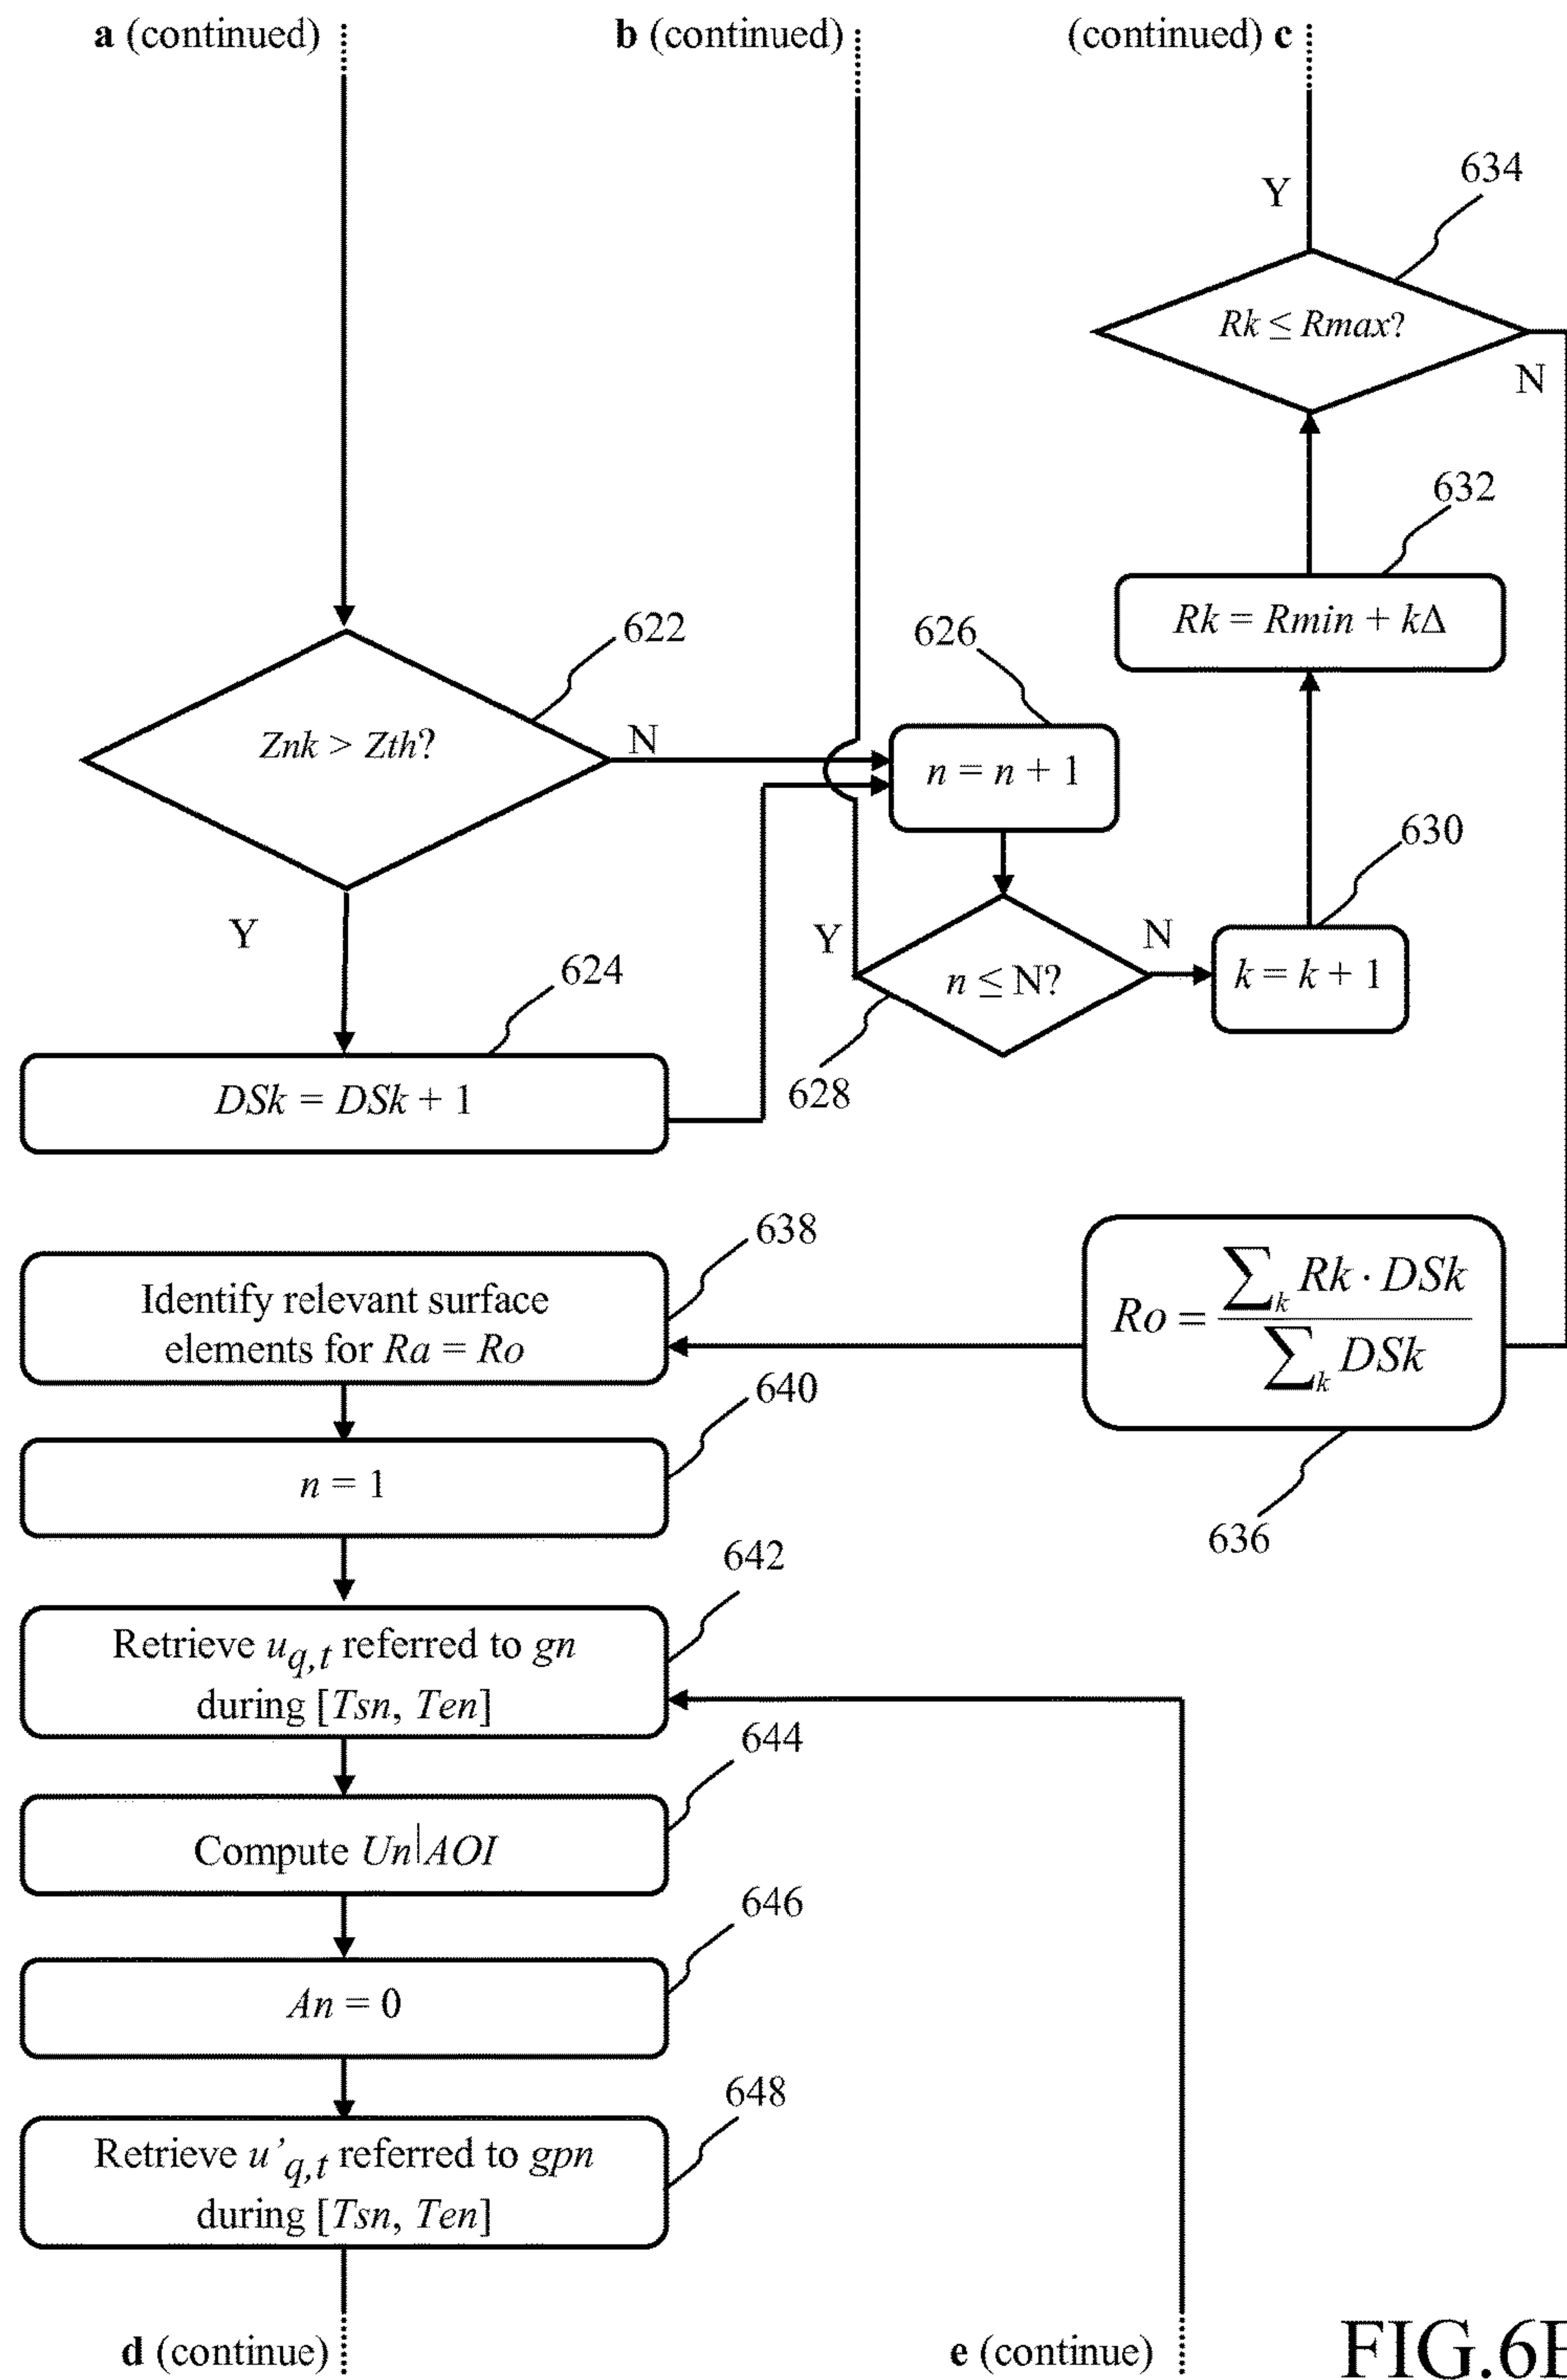 a (continued)
b (continued)
(continued) c
634
Y
Rk ≤ Rmax?
N
632
Rk = Rmin + kΔ
622
626
Znk > Zth?
N
n = n + 1
630
Y
Y
N
n ≤ N?
k = k + 1
624
628
DSk = DSk + 1
638
Identify relevant surface
elements for Ra = Ro
Ro = ∑k Rk · DSk / ∑k DSk
640
n = 1
636
642
Retrieve uq,t referred to gn
during [Tsn, Ten]
644
Compute Un|AOI
646
An = 0
648
Retrieve u'q,t referred to gpn
during [Tsn, Ten]
d (continue)
e (continue)